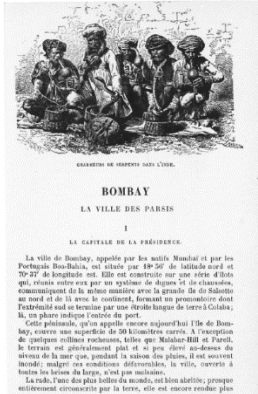 CHARMEURS DE SERPENTS DANS L'INDE.
BOMBAY
LA VILLE DES PARSIS
I
LA CAPITALE DE LA PRÉSIDENCE.
La ville de Bombay, appelée par les natifs Mumbaï et par les
Portugais Boa-Bahia, est située par 18° 56' de latitude nord et
70° 37' de longitude est. Elle est construite sur une série d'îlots
qui, réunis entre eux par un système de digues et de chaussées,
communiquent de la même manière avec la grande île de Salcette
au nord et de là avec le continent, formant un promontoire dont
l'extrémité sud se termine par une étroite langue de terre à Colaba;
là, un phare indique l'entrée du port.
Cette péninsule, qu'on appelle encore aujourd'hui l'île de Bom-
bay, couvre une superficie de 50 kilomètres carrés. A l'exception
de quelques collines rocheuses, telles que Malabar-Hill et Parell,
le terrain est généralement plat et si peu élevé au-dessus du
niveau de la mer que, pendant la saison des pluies, il est souvent
inondé; malgré ces conditions défavorables, la ville, ouverte à
toutes les brises du large, n'est pas malsaine.
La rade, l'une des plus belles du monde, est bien abritée; presque
entièrement circonscrite par la terre, elle est encore rendue plus